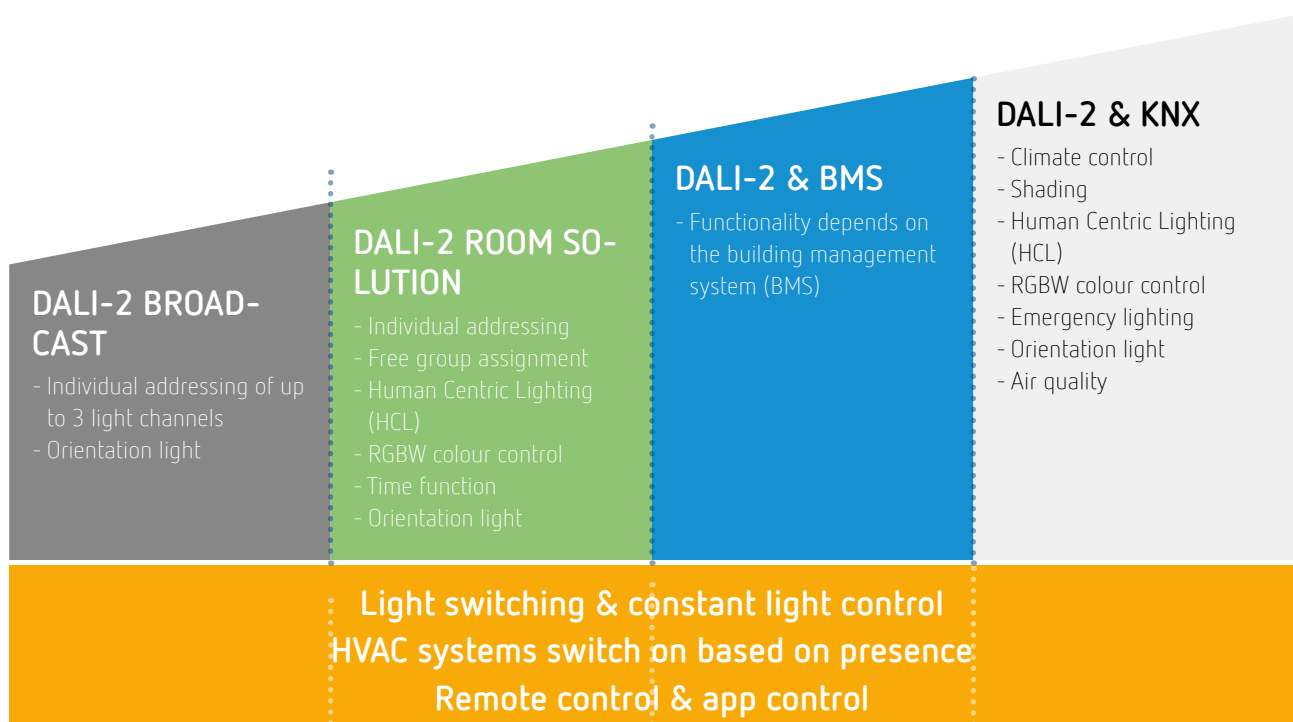 DALI-2 BROAD-
CAST
- Individual addressing of up
to 3 light channels
- Orientation light
DALI-2 ROOM SO-
LUTION
- Individual addressing
- Free group assignment
- Human Centric Lighting
(HCL)
- RGBW colour control
- Time function
- Orientation light
DALI-2 & BMS
- Functionality depends on
the building management
system (BMS)
DALI-2 & KNX
- Climate control
- Shading
- Human Centric Lighting
(HCL)
- RGBW colour control
- Emergency lighting
- Orientation light
- Air quality
Light switching & constant light control
HVAC systems switch on based on presence
Remote control & app control